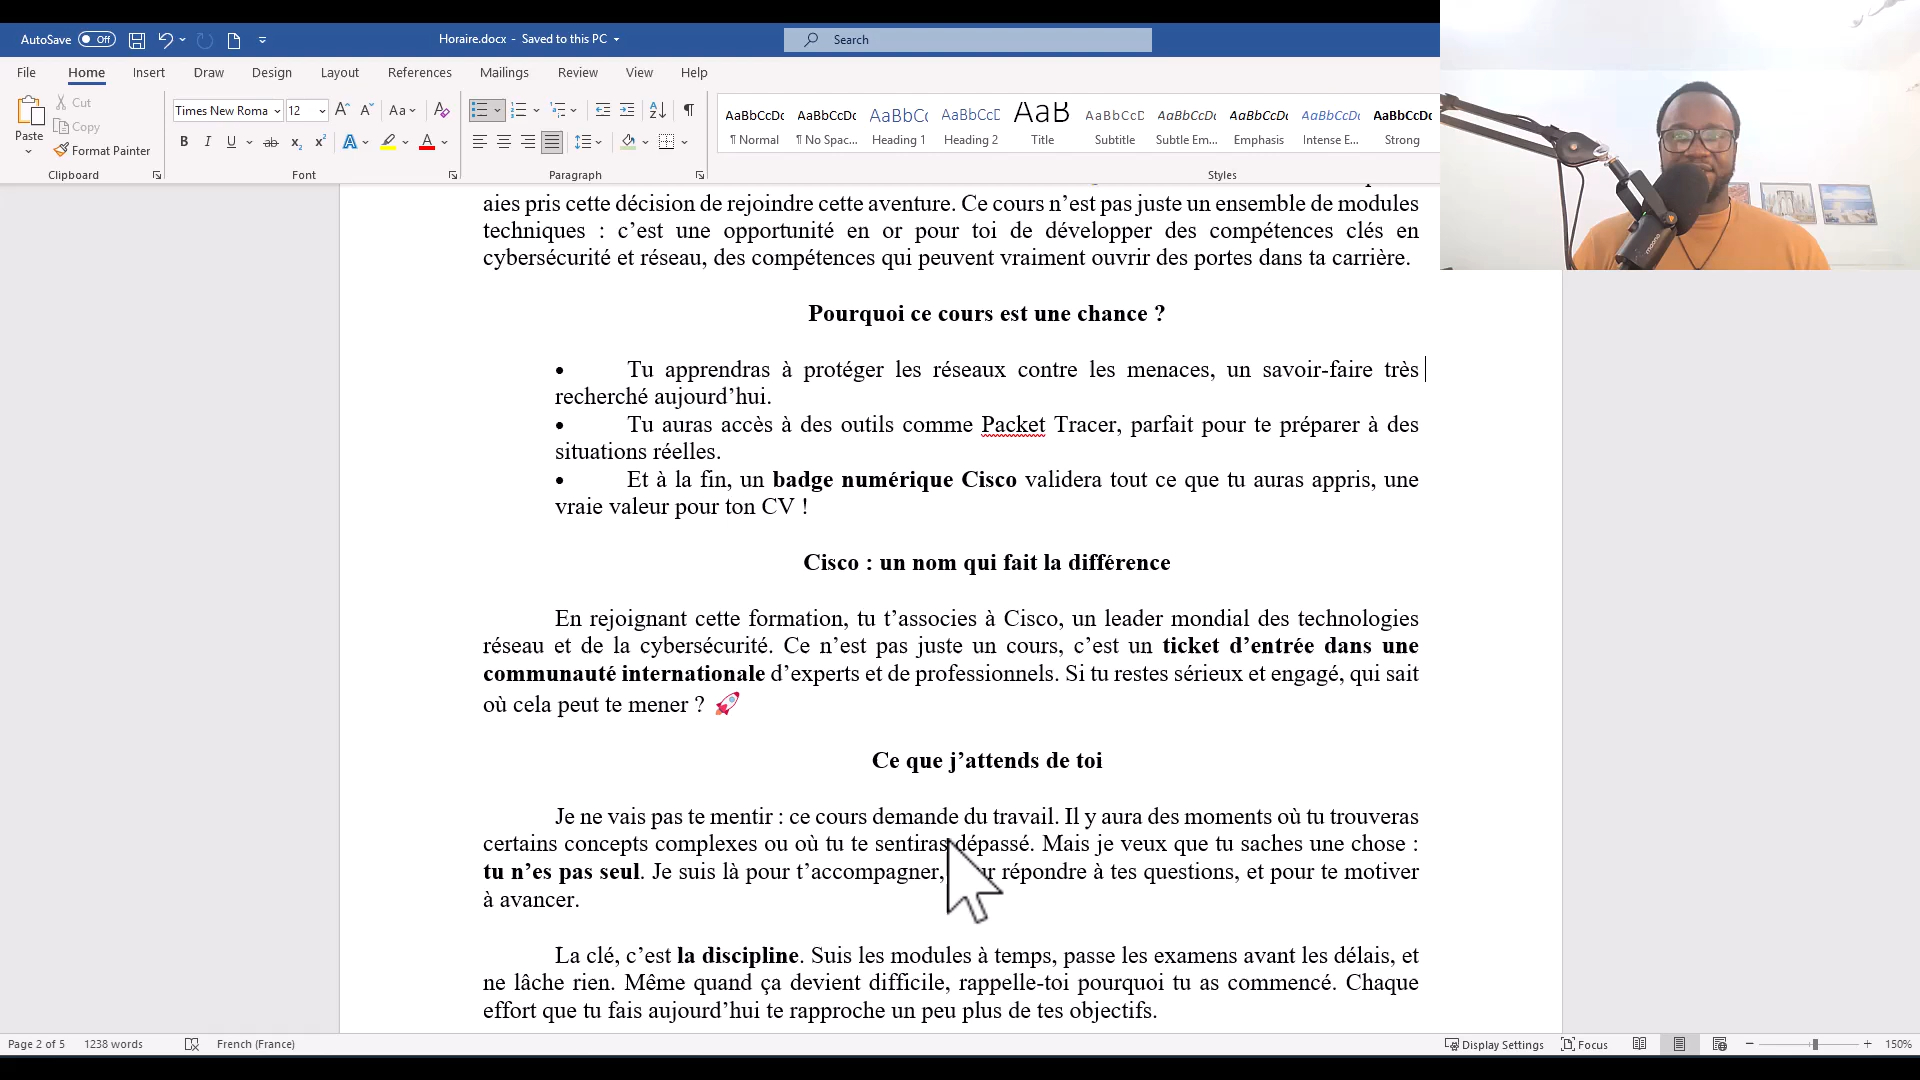 AutoSave Off Horaire.docx - Saved to this PC Search
File Home Insert Draw Design Layout References Mailings Review View Help
Paste Cut Copy Format Painter
Times New Roma 12 Aa
AaBbCcDc AaBbCcDc AaBbCc AaBbCcD AaB AaBbCcD AaBbCcDc AaBbCcDc AaBbCcDc AaBbCcDc
¶ Normal ¶ No Spac... Heading 1 Heading 2 Title Subtitle Subtle Em... Emphasis Intense E... Strong
Clipboard Font Paragraph Styles
aies pris cette décision de rejoindre cette aventure. Ce cours n’est pas juste un ensemble de modules
techniques : c’est une opportunité en or pour toi de développer des compétences clés en
cybersécurité et réseau, des compétences qui peuvent vraiment ouvrir des portes dans ta carrière.
Pourquoi ce cours est une chance ?
• Tu apprendras à protéger les réseaux contre les menaces, un savoir-faire très
recherché aujourd’hui.
• Tu auras accès à des outils comme Packet Tracer, parfait pour te préparer à des
situations réelles.
• Et à la fin, un badge numérique Cisco validera tout ce que tu auras appris, une
vraie valeur pour ton CV !
Cisco : un nom qui fait la différence
En rejoignant cette formation, tu t’associes à Cisco, un leader mondial des technologies
réseau et de la cybersécurité. Ce n’est pas juste un cours, c’est un ticket d’entrée dans une
communauté internationale d’experts et de professionnels. Si tu restes sérieux et engagé, qui sait
où cela peut te mener ? 🚀
Ce que j’attends de toi
Je ne vais pas te mentir : ce cours demande du travail. Il y aura des moments où tu trouveras
certains concepts complexes ou où tu te sentiras dépassé. Mais je veux que tu saches une chose :
tu n’es pas seul. Je suis là pour t’accompagner, répondre à tes questions, et pour te motiver
à avancer.
La clé, c’est la discipline. Suis les modules à temps, passe les examens avant les délais, et
ne lâche rien. Même quand ça devient difficile, rappelle-toi pourquoi tu as commencé. Chaque
effort que tu fais aujourd’hui te rapproche un peu plus de tes objectifs.
Page 2 of 5 1238 words French (France) Display Settings Focus 150%